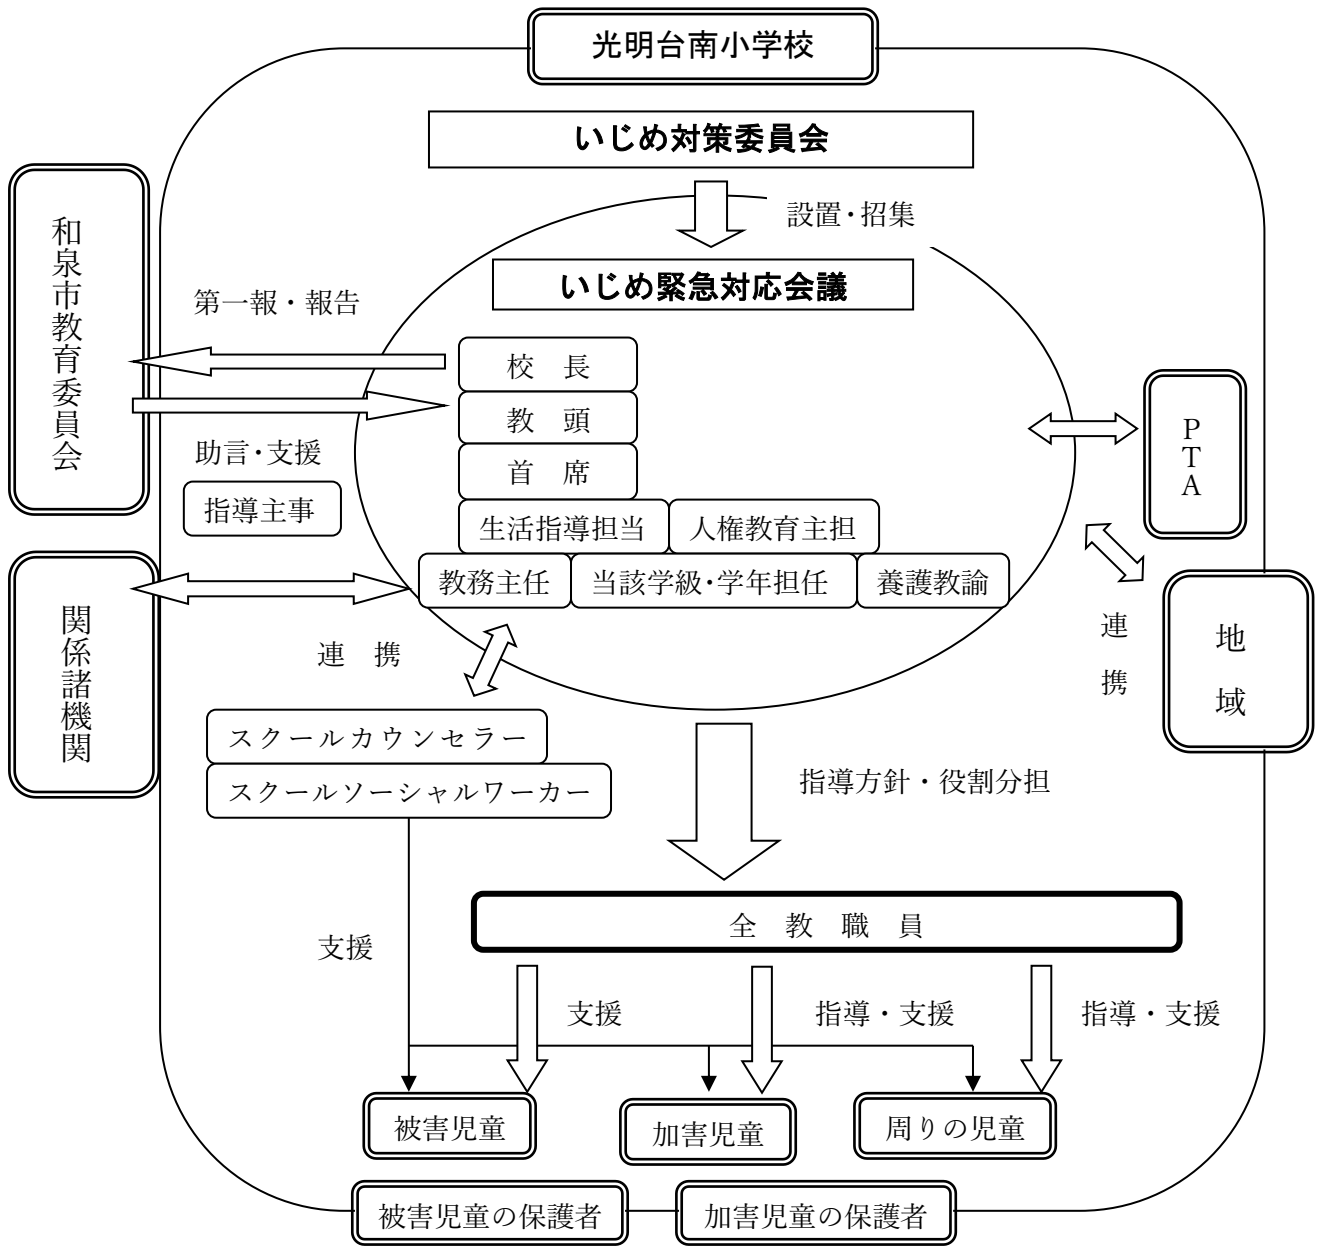 光明台南小学校
いじめ対策委員会
設置・招集
いじめ緊急対応会議
和泉市教育委員会
第一報・報告
校　長
教　頭
首　席
助言・支援
指導主事
生活指導担当
人権教育主担
教務主任
当該学級・学年担任
養護教諭
PTA
関係諸機関
連　携
連　携
地　域
スクールカウンセラー
スクールソーシャルワーカー
指導方針・役割分担
全　教　職　員
支援
支援
指導・支援
指導・支援
被害児童
加害児童
周りの児童
被害児童の保護者
加害児童の保護者